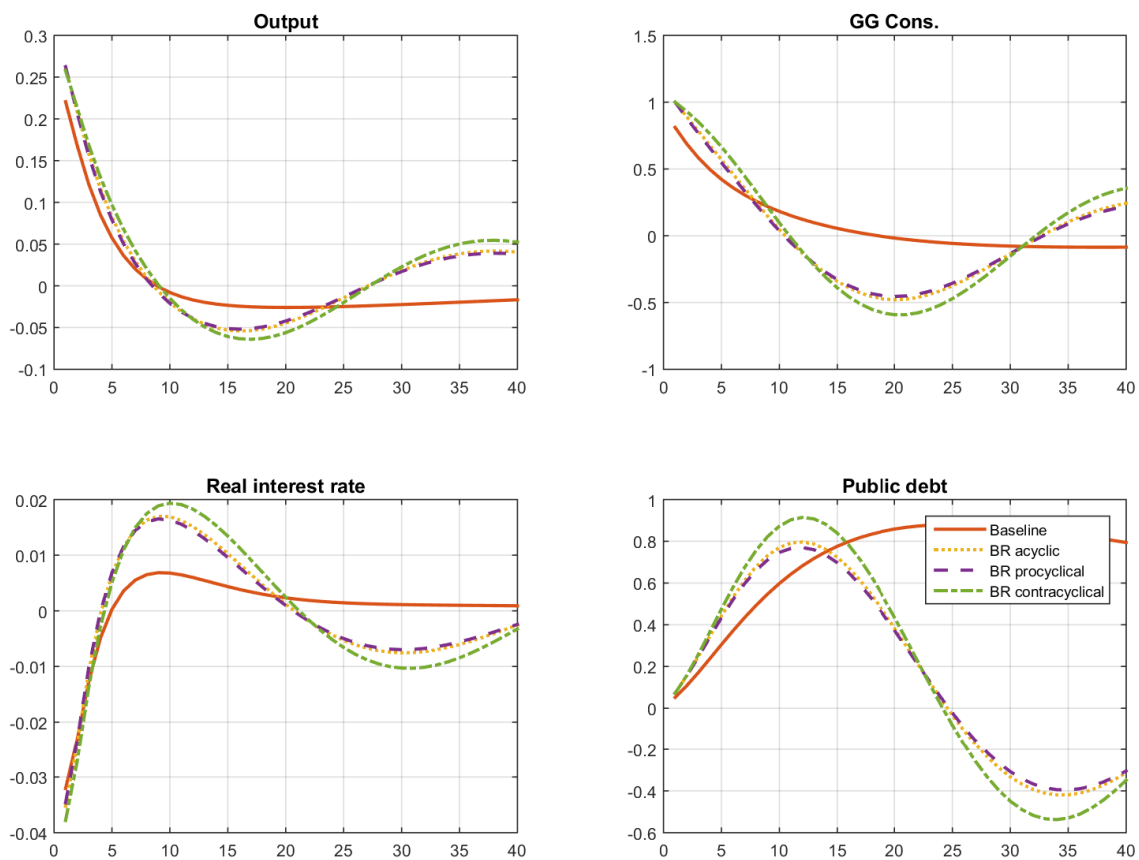 Output
0.3
0.25
0.2
0.15
0.1
0.05
0
-0.05
-0.1
0 5 10 15 20 25 30 35 40
GG Cons.
1.5
1
0.5
0
-0.5
-1
0 5 10 15 20 25 30 35 40
Real interest rate
0.02
0.01
0
-0.01
-0.02
-0.03
-0.04
0 5 10 15 20 25 30 35 40
Public debt
1
0.8
0.6
0.4
0.2
0
-0.2
-0.4
-0.6
0 5 10 15 20 25 30 35 40
Baseline
BR acyclic
BR procyclical
BR contracyclical